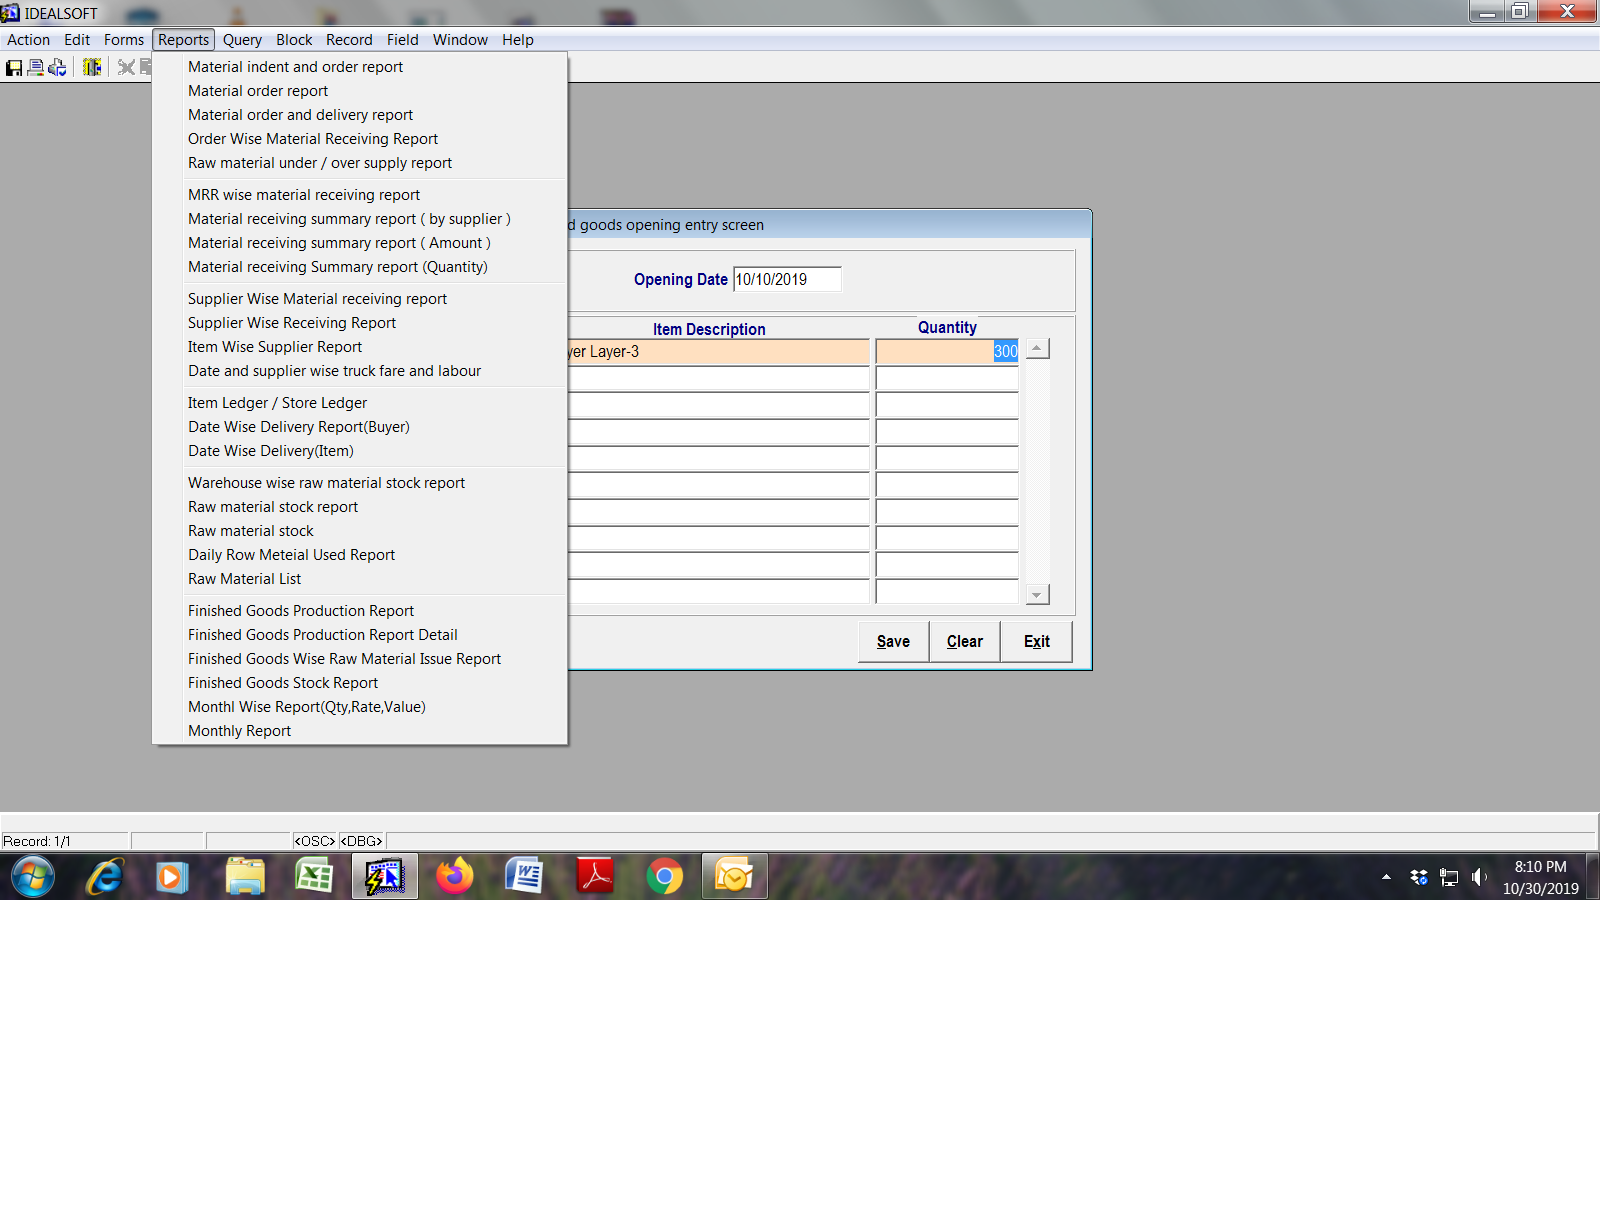 IDEALSOFT
Action Edit Forms Reports Query Block Record Field Window Help
Material indent and order report
Material order report
Material order and delivery report
Order Wise Material Receiving Report
Raw material under / over supply report
MRR wise material receiving report
Material receiving summary report ( by supplier )
Material receiving summary report ( Amount )
Material receiving Summary report (Quantity)
Supplier Wise Material receiving report
Supplier Wise Receiving Report
Item Wise Supplier Report
Date and supplier wise truck fare and labour
Item Ledger / Store Ledger
Date Wise Delivery Report(Buyer)
Date Wise Delivery(Item)
Warehouse wise raw material stock report
Raw material stock report
Raw material stock
Daily Row Meteial Used Report
Raw Material List
Finished Goods Production Report
Finished Goods Production Report Detail
Finished Goods Wise Raw Material Issue Report
Finished Goods Stock Report
Monthl Wise Report(Qty,Rate,Value)
Monthly Report
d goods opening entry screen
Opening Date 10/10/2019
Item Description Quantity
yer Layer-3 300
Save Clear Exit
Record: 1/1 <OSC> <DBG>
8:10 PM
10/30/2019